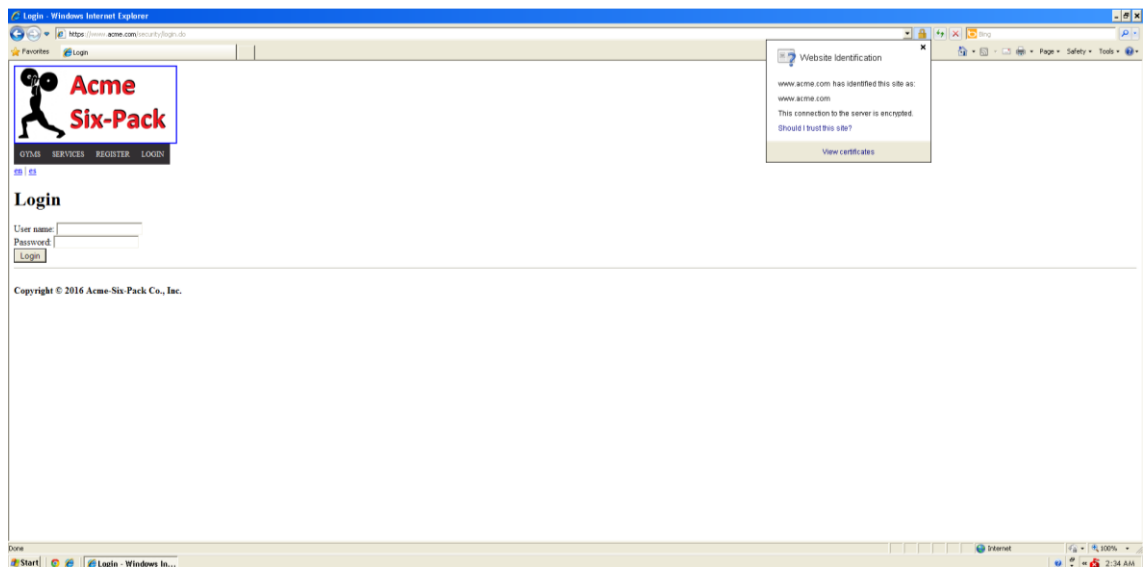 Login - Windows Internet Explorer
https://www.acme.com/security/login.do
Bing
Favorites
Login
Page
Safety
Tools
Acme
Six-Pack
GYMS SERVICES REGISTER LOGIN
en | es
Login
User name:
Password:
Login
Copyright © 2016 Acme-Six-Pack Co., Inc.
Website Identification
www.acme.com has identified this site as:
www.acme.com
This connection to the server is encrypted.
Should I trust this site?
View certificates
Done
Internet
100%
Start
Login - Windows In...
2:34 AM